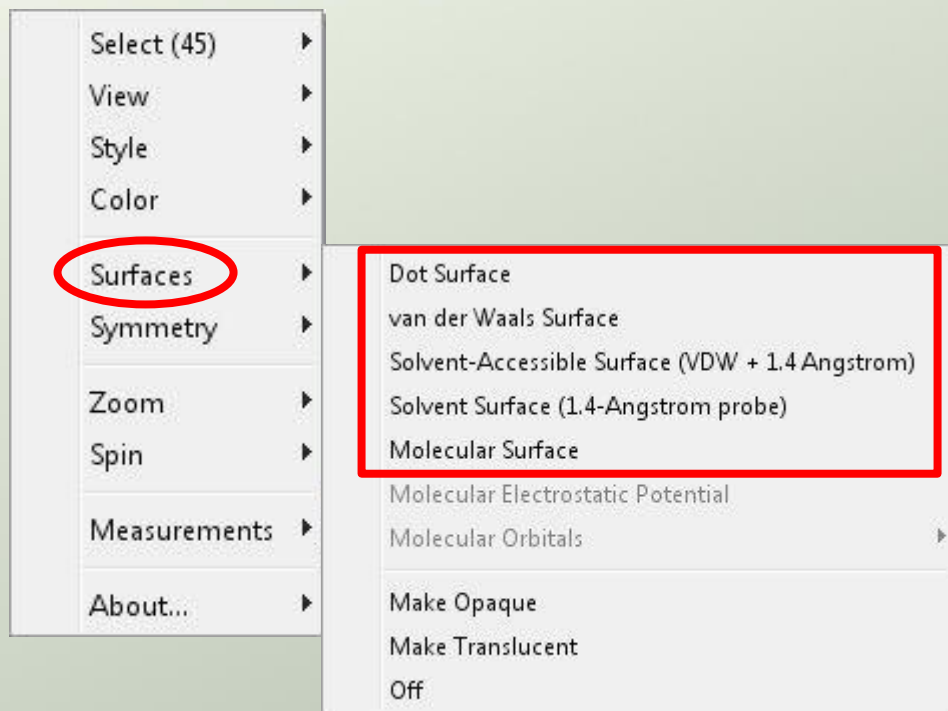 Select (45)
View
Style
Color
Surfaces
Symmetry
Zoom
Spin
Measurements
About...
Dot Surface
van der Waals Surface
Solvent-Accessible Surface (VDW + 1.4 Angstrom)
Solvent Surface (1.4-Angstrom probe)
Molecular Surface
Molecular Electrostatic Potential
Molecular Orbitals
Make Opaque
Make Translucent
Off